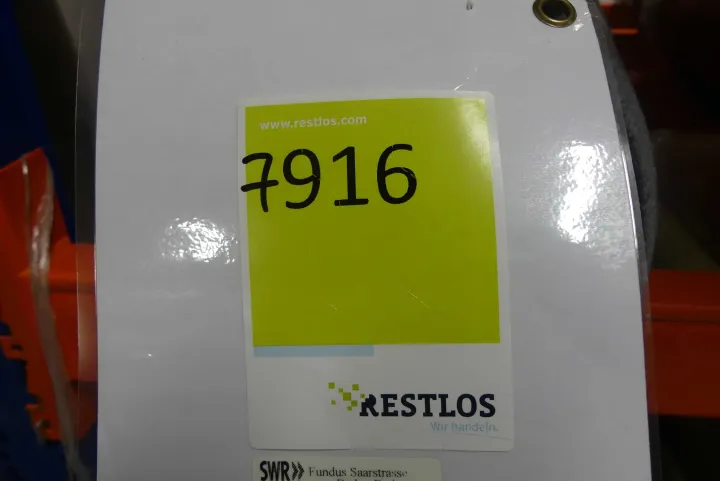 www.restlos.com
7916
RESTLOS
Wir handeln.
SWR» Fundus Saarstrasse